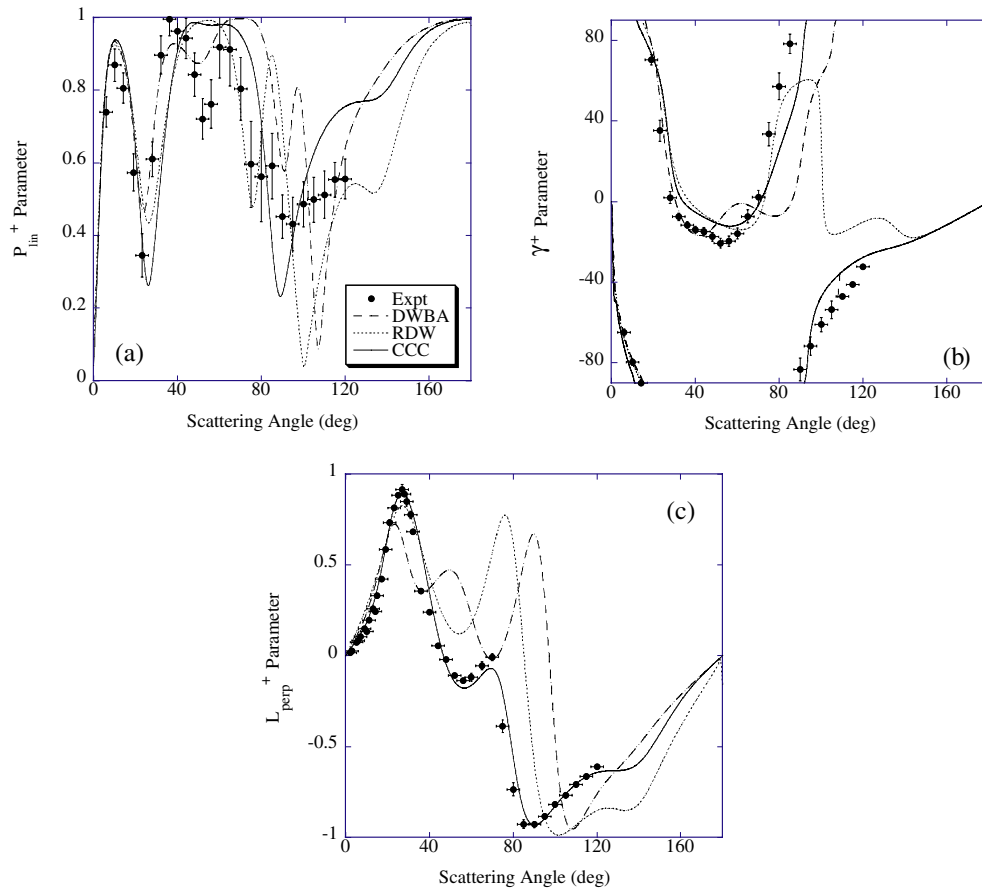 1
0.8
0.6
0.4
0.2
0
P_lin^+ Parameter
(a)
Expt
DWBA
RDW
CCC
0 40 80 120 160
Scattering Angle (deg)
80
40
0
-40
-80
γ^+ Parameter
(b)
0 40 80 120 160
Scattering Angle (deg)
1
0.5
0
-0.5
-1
L_perp^+ Parameter
(c)
0 40 80 120 160
Scattering Angle (deg)